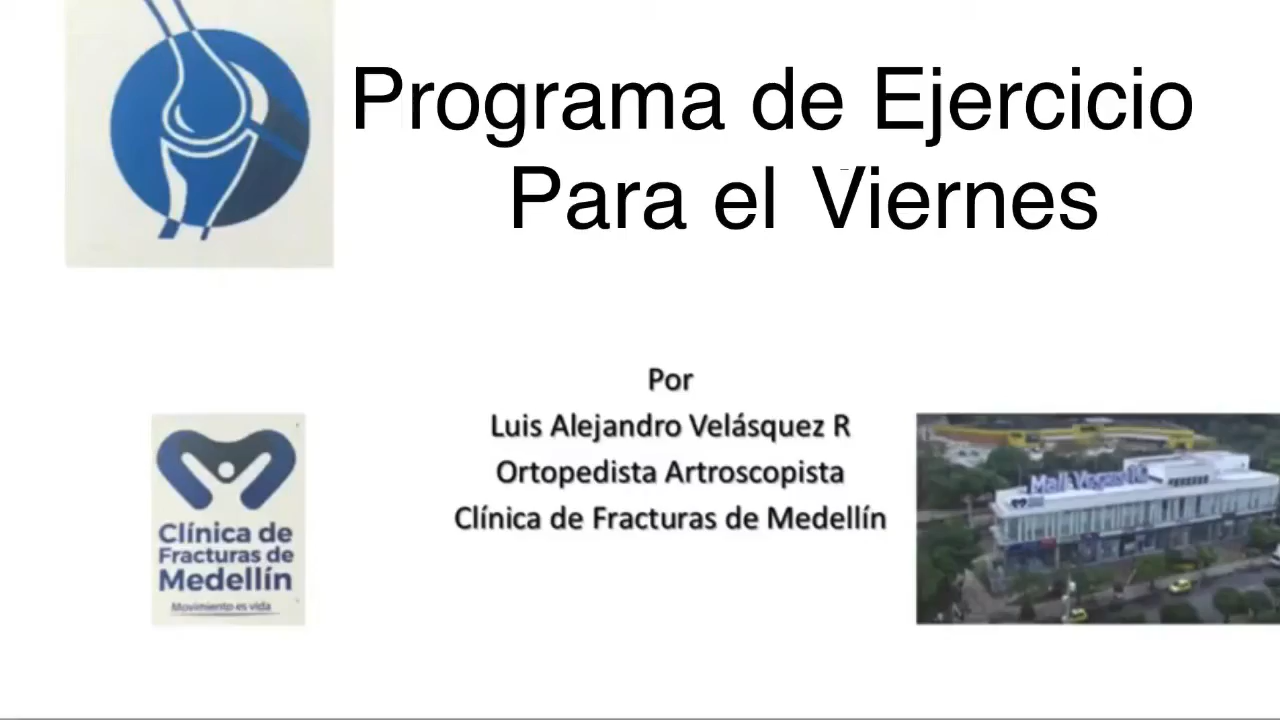 Programa de Ejercicio
Para el Viernes
Por
Luis Alejandro Velásquez R
Ortopedista Artroscopista
Clínica de Fracturas de Medellín
Clínica de
Fracturas de
Medellín
Movimiento es vida
Mall